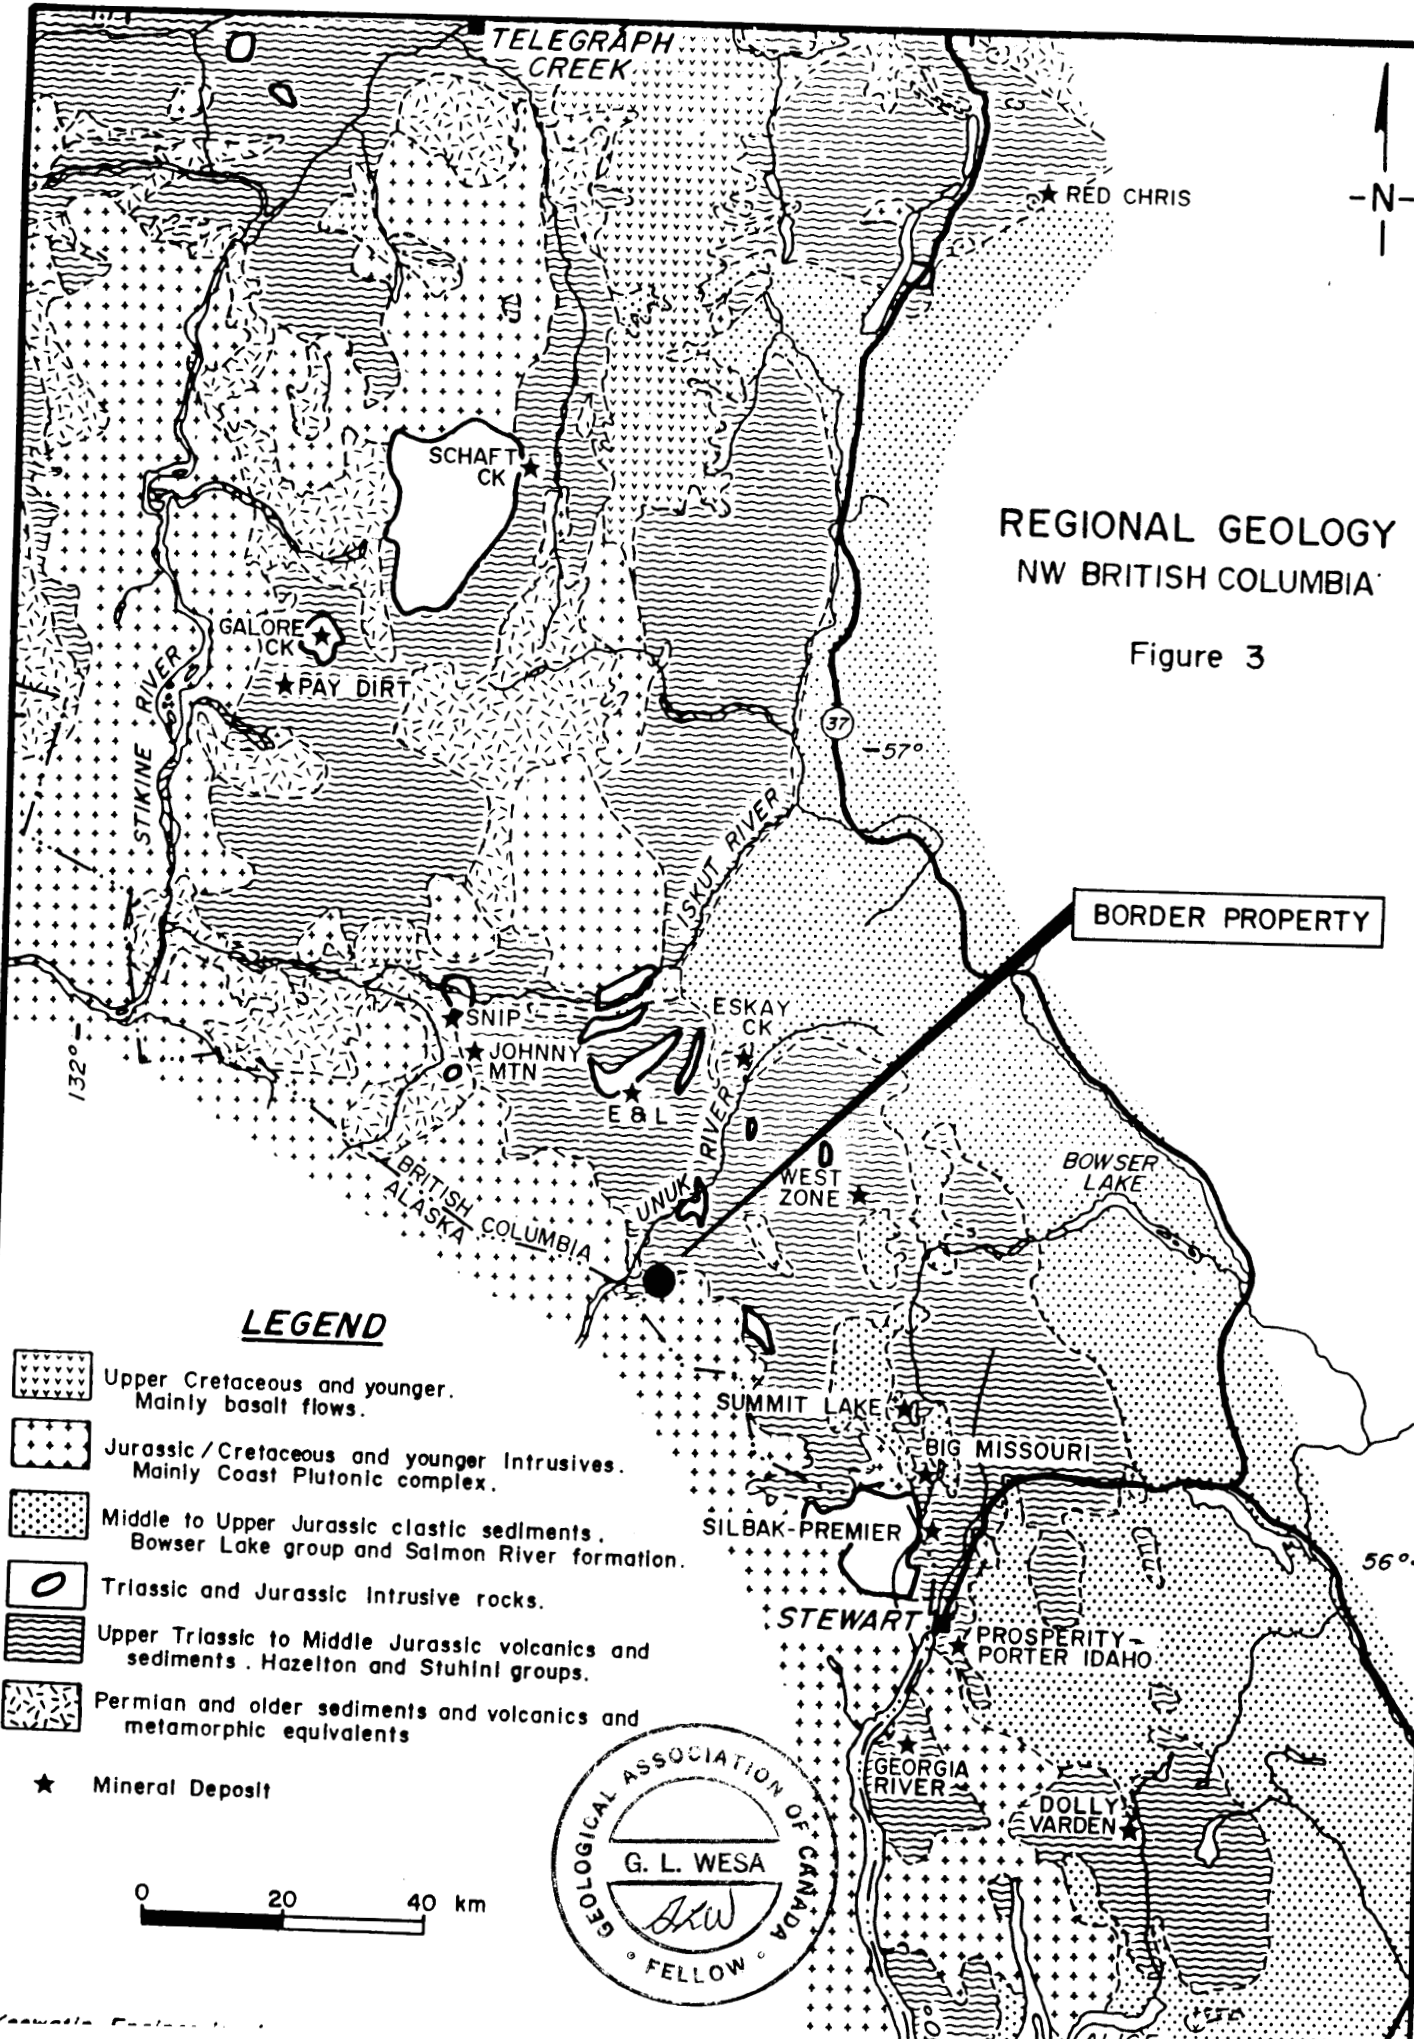 TELEGRAPH
CREEK
RED CHRIS
-N-
SCHAFT
CK
REGIONAL GEOLOGY
NW BRITISH COLUMBIA
Figure 3
GALORE
CK
PAY DIRT
STIKINE RIVER
37
57°
ISKUT RIVER
BORDER PROPERTY
SNIP
ESKAY
CK
JOHNNY
MTN
132°
E & L
UNUK RIVER
WEST
ZONE
BOWSER
LAKE
BRITISH COLUMBIA
ALASKA
LEGEND
Upper Cretaceous and younger.
Mainly basalt flows.
Jurassic/Cretaceous and younger Intrusives.
Mainly Coast Plutonic complex.
Middle to Upper Jurassic clastic sediments.
Bowser Lake group and Salmon River formation.
Triassic and Jurassic Intrusive rocks.
Upper Triassic to Middle Jurassic volcanics and
sediments. Hazelton and Stuhini groups.
Permian and older sediments and volcanics and
metamorphic equivalents
Mineral Deposit
SUMMIT LAKE
BIG MISSOURI
SILBAK-PREMIER
56°
STEWART
PROSPERITY-
PORTER IDAHO
GEORGIA
RIVER
DOLLY
VARDEN
0 20 40 km
GEOLOGICAL ASSOCIATION OF CANADA
G. L. WESA
GLW
FELLOW